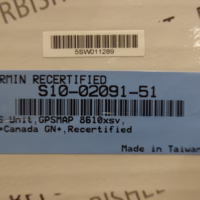 5SW011289
RMIN RECERTIFIED
S10-02091-51
Unit,GPSMAP 8610xsv,
+Canada GN+,Recertified
Made in Taiwan